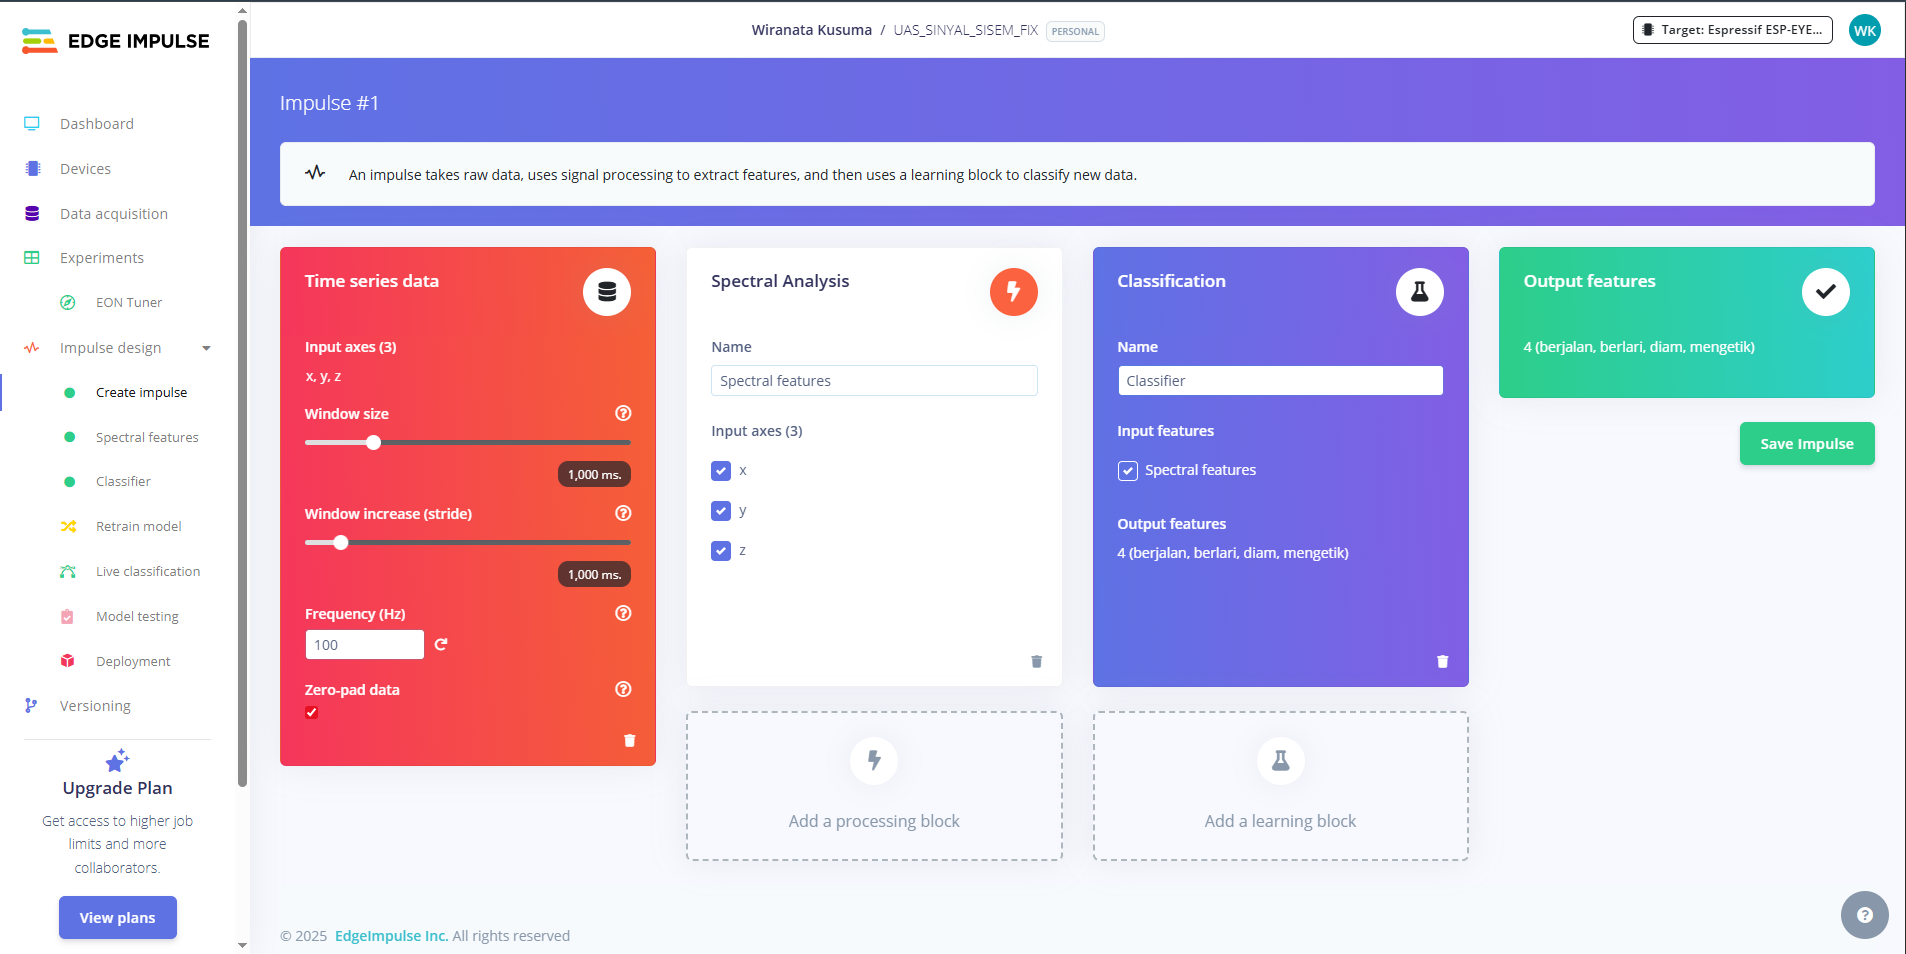 EDGE IMPULSE
Dashboard
Devices
Data acquisition
Experiments
EON Tuner
Impulse design
Create impulse
Spectral features
Classifier
Retrain model
Live classification
Model testing
Deployment
Versioning
Upgrade Plan
Get access to higher job
limits and more
collaborators.
View plans
Wiranata Kusuma / UAS_SINYAL_SISEM_FIX PERSONAL
Target: Espressif ESP-EYE...
WK
Impulse #1
An impulse takes raw data, uses signal processing to extract features, and then uses a learning block to classify new data.
Time series data
Input axes (3)
x, y, z
Window size
1,000 ms.
Window increase (stride)
1,000 ms.
Frequency (Hz)
100
Zero-pad data
Spectral Analysis
Name
Spectral features
Input axes (3)
x
y
z
Add a processing block
Classification
Name
Classifier
Input features
Spectral features
Output features
4 (berjalan, berlari, diam, mengetik)
Add a learning block
Output features
4 (berjalan, berlari, diam, mengetik)
Save Impulse
© 2025 EdgeImpulse Inc. All rights reserved